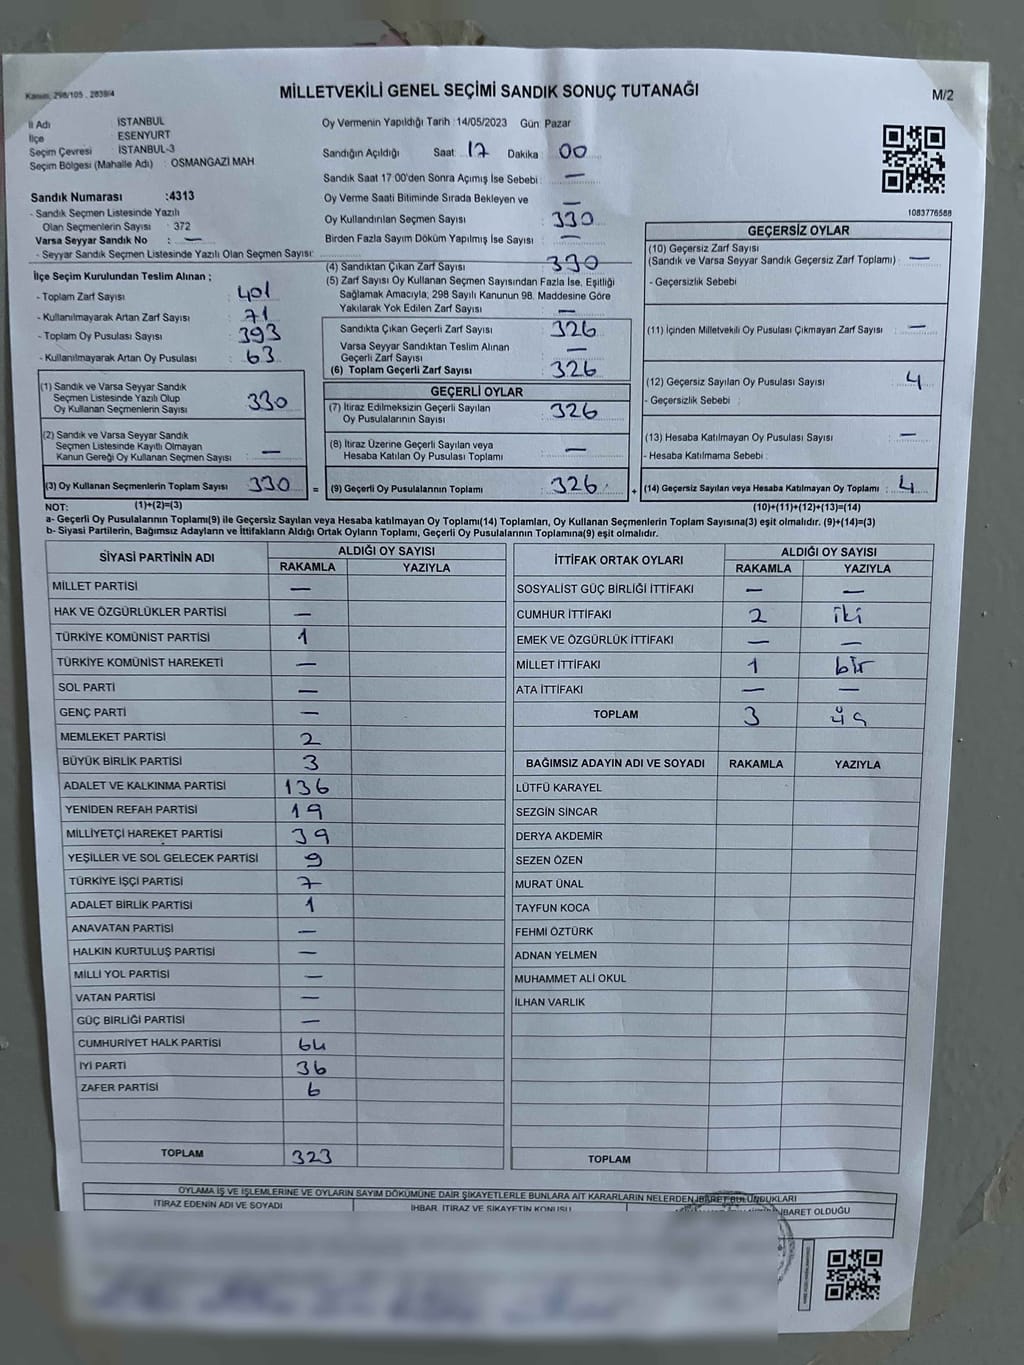 Kanun, 298/105 . 2839/4
MİLLETVEKİLİ GENEL SEÇİMİ SANDIK SONUÇ TUTANAĞI
M/2
İl Adı : İSTANBUL
İlçe : ESENYURT
Seçim Çevresi : İSTANBUL-3
Seçim Bölgesi (Mahalle Adı) : OSMANGAZİ MAH
Oy Vermenin Yapıldığı Tarih :14/05/2023 Gün: Pazar
Sandığın Açıldığı Saat 17 Dakika 00
Sandık Saat 17:00'den Sonra Açımış İse Sebebi : —
Sandık Numarası :4313
- Sandık Seçmen Listesinde Yazılı
Olan Seçmenlerin Sayısı : 372
Varsa Seyyar Sandık No : —
- Seyyar Sandık Seçmen Listesinde Yazılı Olan Seçmen Sayısı:
Oy Verme Saati Bitiminde Sırada Bekleyen ve —
Oy Kullandırılan Seçmen Sayısı : 330
Birden Fazla Sayım Döküm Yapılmış İse Sayısı : —
1083776588
İlçe Seçim Kurulundan Teslim Alınan ;
- Toplam Zarf Sayısı : 401
- Kullanılmayarak Artan Zarf Sayısı : 71
- Toplam Oy Pusulası Sayısı : 393
- Kullanılmayarak Artan Oy Pusulası : 63
(4) Sandıktan Çıkan Zarf Sayısı : 330
(5) Zarf Sayısı Oy Kullanan Seçmen Sayısından Fazla İse, Eşitliği
Sağlamak Amacıyla; 298 Sayılı Kanunun 98. Maddesine Göre
Yakılarak Yok Edilen Zarf Sayısı : —
Sandıkta Çıkan Geçerli Zarf Sayısı : 326
Varsa Seyyar Sandıktan Teslim Alınan
Geçerli Zarf Sayısı : —
(6) Toplam Geçerli Zarf Sayısı : 326
GEÇERSİZ OYLAR
(10) Geçersiz Zarf Sayısı
(Sandık ve Varsa Seyyar Sandık Geçersiz Zarf Toplamı) : —
- Geçersizlik Sebebi
(11) İçinden Milletvekili Oy Pusulası Çıkmayan Zarf Sayısı : —
(12) Geçersiz Sayılan Oy Pusulası Sayısı : 4
- Geçersizlik Sebebi :
(13) Hesaba Katılmayan Oy Pusulası Sayısı : —
- Hesaba Katılmama Sebebi :
(1) Sandık ve Varsa Seyyar Sandık
Seçmen Listesinde Yazılı Olup
Oy Kullanan Seçmenlerin Sayısı : 330
(2) Sandık ve Varsa Seyyar Sandık
Seçmen Listesinde Kayıtlı Olmayan
Kanun Gereği Oy Kullanan Seçmen Sayısı : —
GEÇERLİ OYLAR
(7) İtiraz Edilmeksizin Geçerli Sayılan
Oy Pusulalarının Sayısı : 326
(8) İtiraz Üzerine Geçerli Sayılan veya
Hesaba Katılan Oy Pusulası Toplamı : —
(3) Oy Kullanan Seçmenlerin Toplam Sayısı : 330 = (9) Geçerli Oy Pusulalarının Toplamı : 326 + (14) Geçersiz Sayılan veya Hesaba Katılmayan Oy Toplamı : 4
NOT: (1)+(2)=(3) (10)+(11)+(12)+(13)=(14)
a- Geçerli Oy Pusulalarının Toplamı(9) ile Geçersiz Sayılan veya Hesaba katılmayan Oy Toplamı(14) Toplamları, Oy Kullanan Seçmenlerin Toplam Sayısına(3) eşit olmalıdır. (9)+(14)=(3)
b- Siyasi Partilerin, Bağımsız Adayların ve İttifakların Aldığı Ortak Oyların Toplamı, Geçerli Oy Pusulalarının Toplamına(9) eşit olmalıdır.
SİYASİ PARTİNİN ADI ALDIĞI OY SAYISI
RAKAMLA YAZIYLA
MİLLET PARTİSİ —
HAK VE ÖZGÜRLÜKLER PARTİSİ —
TÜRKİYE KOMÜNİST PARTİSİ 1
TÜRKİYE KOMÜNİST HAREKETİ —
SOL PARTİ —
GENÇ PARTİ —
MEMLEKET PARTİSİ 2
BÜYÜK BİRLİK PARTİSİ 3
ADALET VE KALKINMA PARTİSİ 136
YENİDEN REFAH PARTİSİ 19
MİLLİYETÇİ HAREKET PARTİSİ 39
YEŞİLLER VE SOL GELECEK PARTİSİ 9
TÜRKİYE İŞÇİ PARTİSİ 7
ADALET BİRLİK PARTİSİ 1
ANAVATAN PARTİSİ —
HALKIN KURTULUŞ PARTİSİ —
MİLLİ YOL PARTİSİ —
VATAN PARTİSİ —
GÜÇ BİRLİĞİ PARTİSİ —
CUMHURİYET HALK PARTİSİ 64
İYİ PARTİ 36
ZAFER PARTİSİ 6
TOPLAM 323
İTTİFAK ORTAK OYLARI ALDIĞI OY SAYISI
RAKAMLA YAZIYLA
SOSYALİST GÜÇ BİRLİĞİ İTTİFAKI — —
CUMHUR İTTİFAKI 2 iki
EMEK VE ÖZGÜRLÜK İTTİFAKI — —
MİLLET İTTİFAKI 1 bir
ATA İTTİFAKI — —
TOPLAM 3 üç
BAĞIMSIZ ADAYIN ADI VE SOYADI RAKAMLA YAZIYLA
LÜTFÜ KARAYEL
SEZGİN SİNCAR
DERYA AKDEMİR
SEZEN ÖZEN
MURAT ÜNAL
TAYFUN KOCA
FEHMİ ÖZTÜRK
ADNAN YELMEN
MUHAMMET ALİ OKUL
İLHAN VARLIK
TOPLAM
OYLAMA İŞ VE İŞLEMLERİNE VE OYLARIN SAYIM DÖKÜMÜNE DAİR ŞİKAYETLERLE BUNLARA AİT KARARLARIN NELERDEN İBARET BULUNDUKLARI
İTİRAZ EDENİN ADI VE SOYADI İHBAR, İTİRAZ VE ŞİKAYETİN KONUSU İBARET OLDUĞU